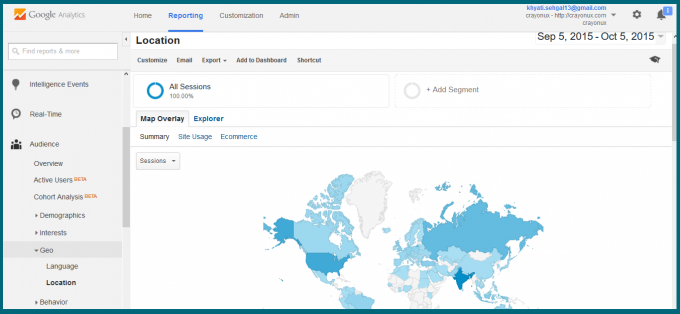 Google Analytics
Home Reporting Customization Admin
khyati.sehgal13@gmail.com
crayonux - http://crayonux.com
crayonux
1
Find reports & more
Intelligence Events
Real-Time
Audience
Overview
Active Users BETA
Cohort Analysis BETA
Demographics
Interests
Geo
Language
Location
Behavior
Location
Sep 5, 2015 - Oct 5, 2015
Customize Email Export Add to Dashboard Shortcut
All Sessions
100.00%
+ Add Segment
Map Overlay Explorer
Summary Site Usage Ecommerce
Sessions